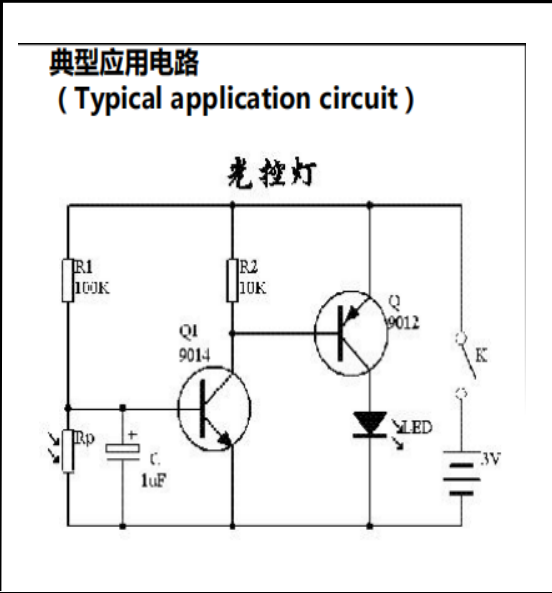 典型应用电路
( Typical application circuit )
光控灯
R1
100K
R2
10K
Q
9012
Q1
9014
K
LED
Rp
+
C
1uF
3V